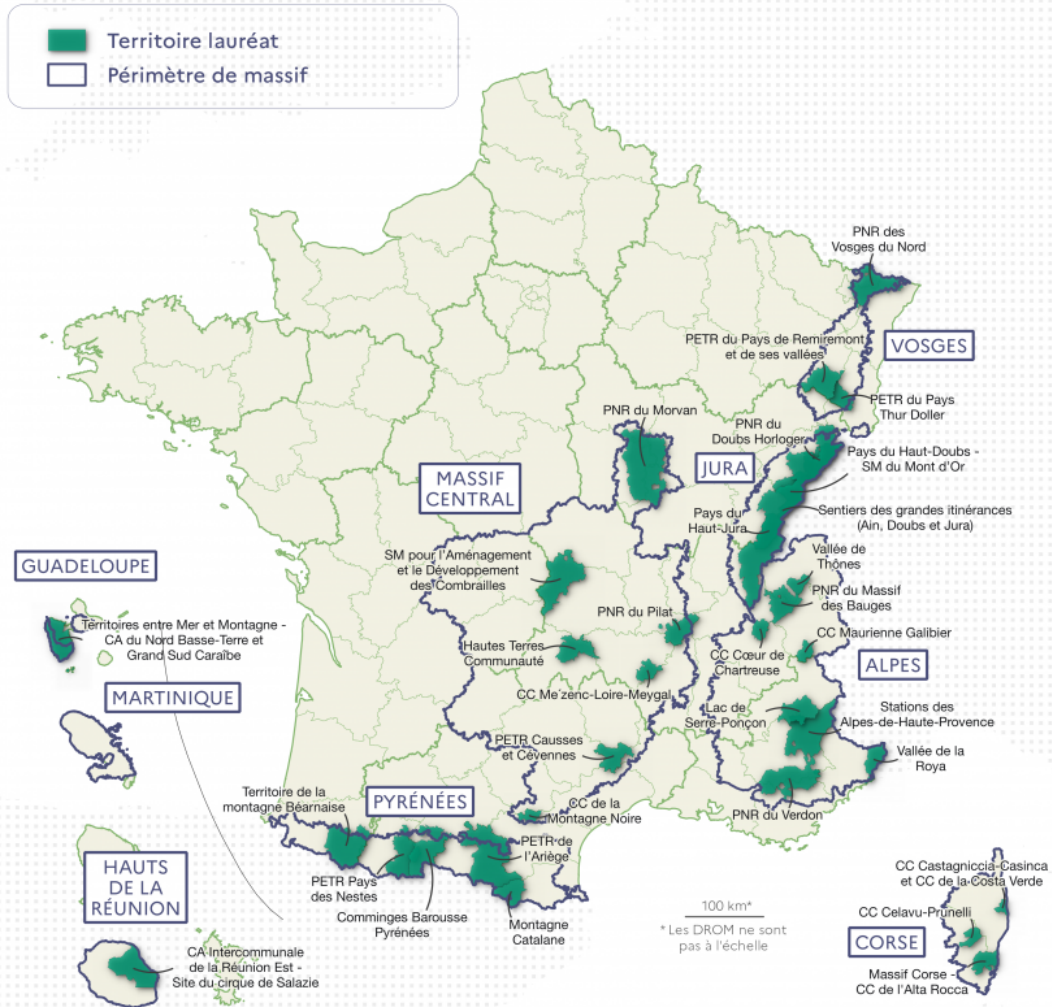 Territoire lauréat
Périmètre de massif
PNR des
Vosges du Nord
PETR du Pays de Remiremont
et de ses vallées
VOSGES
PETR du Pays
Thur Doller
PNR du Morvan
PNR du
Doubs Horloger
JURA
Pays du Haut-Doubs -
SM du Mont d'Or
MASSIF
CENTRAL
Pays du
Haut-Jura
Sentiers des grandes itinérances
(Ain, Doubs et Jura)
SM pour l'Aménagement
et le Développement
des Combrailles
Vallée de
Thônes
PNR du Massif
des Bauges
GUADELOUPE
Territoires entre Mer et Montagne -
CA du Nord Basse-Terre et
Grand Sud Caraïbe
PNR du Pilat
Hautes Terres
Communauté
CC Cœur de
Chartreuse
CC Maurienne Galibier
ALPES
MARTINIQUE
CC Me´zenc-Loire-Meygal
Lac de
Serre-Ponçon
Stations des
Alpes-de-Haute-Provence
PETR Causses
et Cévennes
Vallée de la
Roya
Territoire de la
montagne Béarnaise
PYRÉNÉES
CC de la
Montagne Noire
PNR du Verdon
PETR de
l'Ariège
HAUTS
DE LA
RÉUNION
PETR Pays
des Nestes
Comminges Barousse
Pyrénées
Montagne
Catalane
100 km*
* Les DROM ne sont
pas à l'échelle
CC Castagniccia-Casinca
et CC de la Costa Verde
CC Celavu-Prunelli
CORSE
Massif Corse -
CC de l'Alta Rocca
CA Intercommunale
de la Réunion Est -
Site du cirque de Salazie